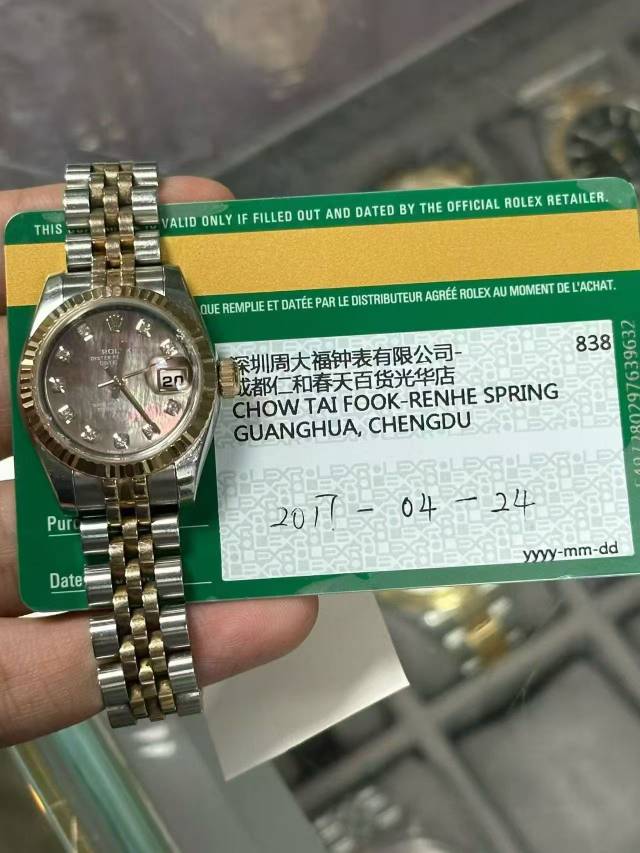 THIS VALID ONLY IF FILLED OUT AND DATED BY THE OFFICIAL ROLEX RETAILER.
QUE REMPLIE ET DATÉE PAR LE DISTRIBUTEUR AGRÉÉ ROLEX AU MOMENT DE L'ACHAT.
838
深圳周大福钟表有限公司-
成都仁和春天百货光华店
CHOW TAI FOOK-RENHE SPRING
GUANGHUA, CHENGDU
2017-04-24
yyyy-mm-dd
Date
20